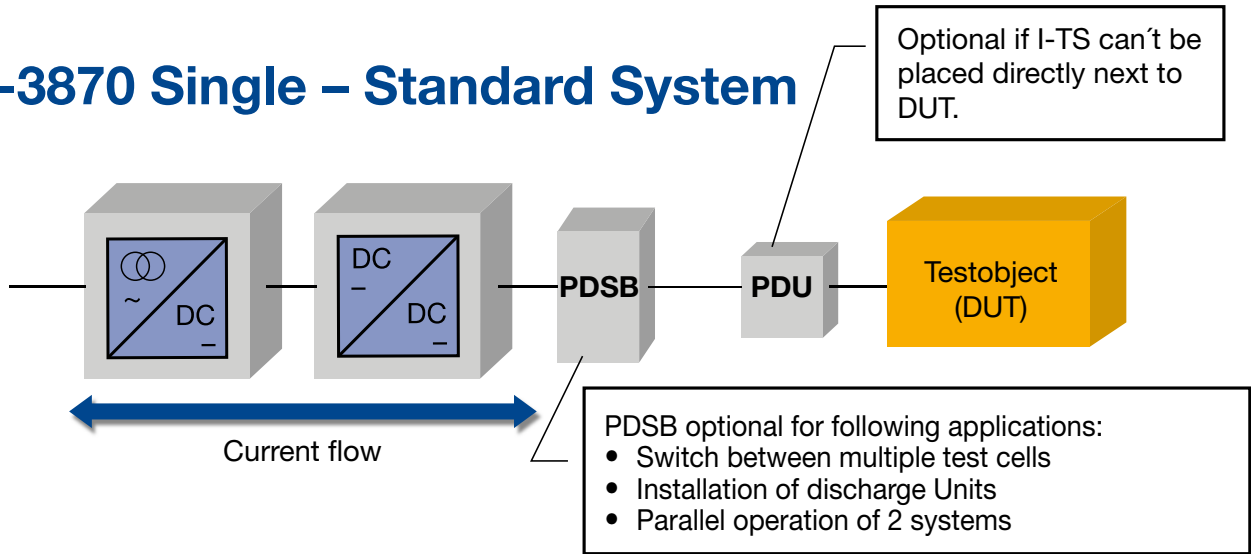 -3870 Single – Standard System
Optional if I-TS can´t be
placed directly next to
DUT.
~
DC
–
DC
–
DC
–
PDSB
PDU
Testobject
(DUT)
Current flow
PDSB optional for following applications:
• Switch between multiple test cells
• Installation of discharge Units
• Parallel operation of 2 systems